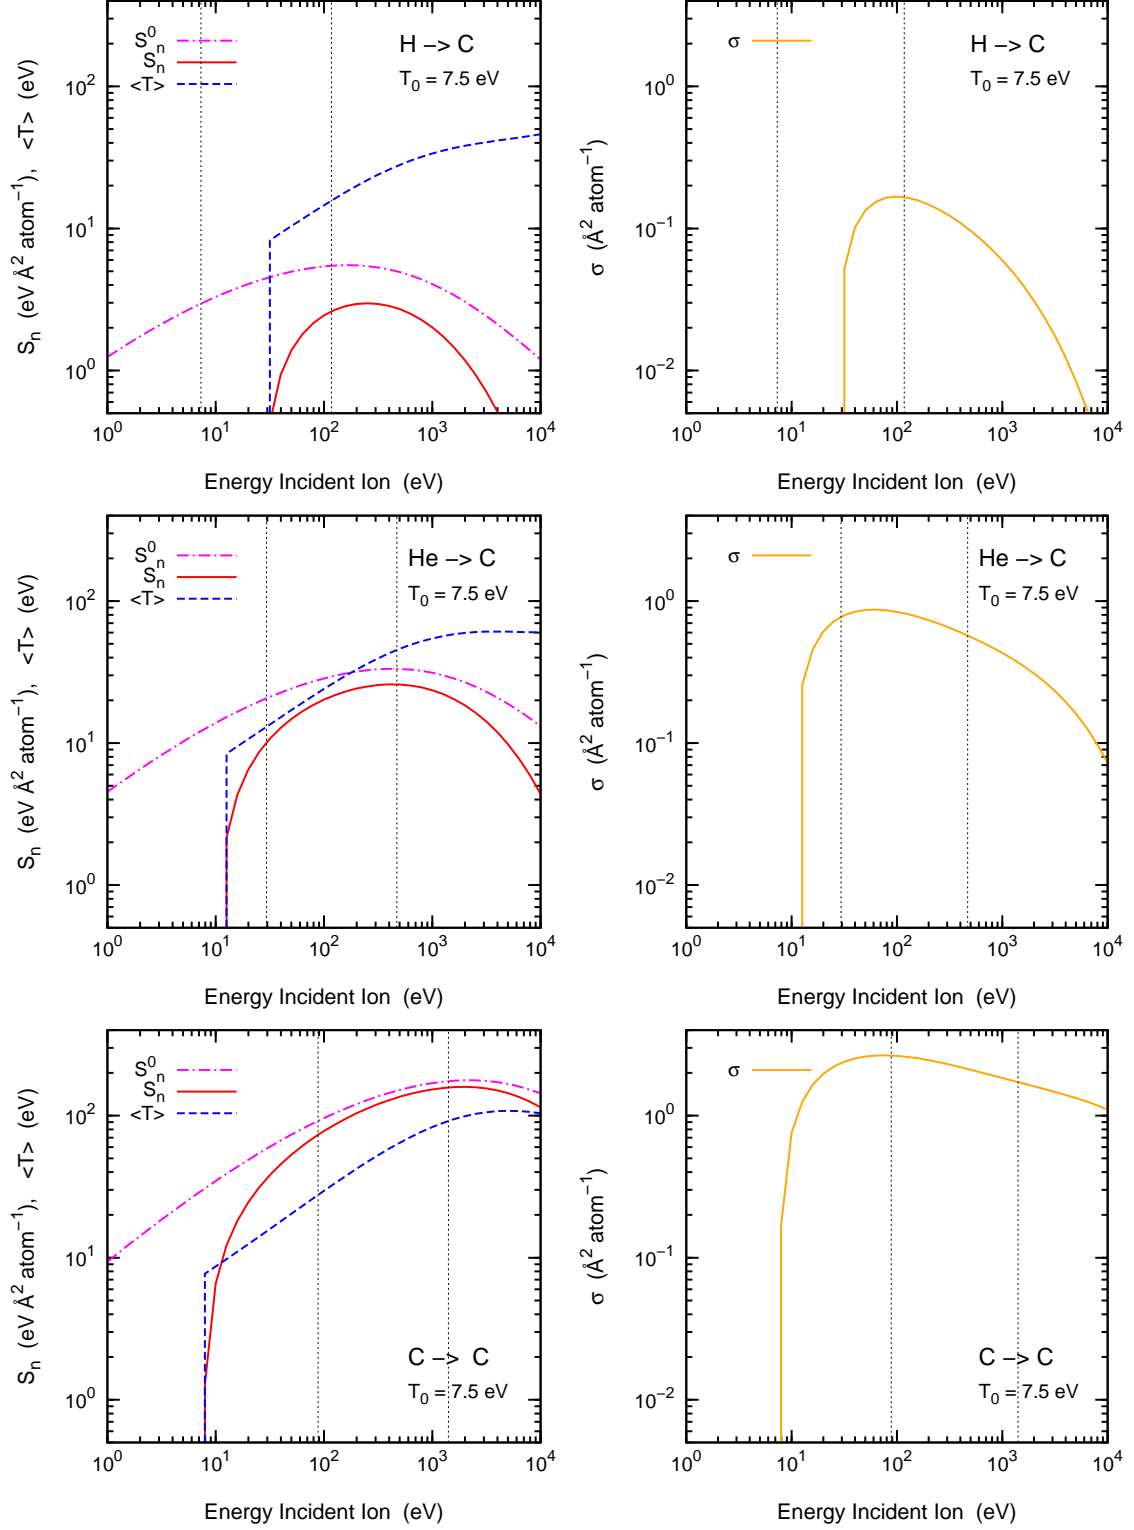 S⁰ₙ
Sₙ
<T>
H −> C
T₀ = 7.5 eV
10²
10¹
10⁰
Sₙ (eV Å² atom⁻¹), <T> (eV)
10⁰ 10¹ 10² 10³ 10⁴
Energy Incident Ion (eV)
σ
H −> C
T₀ = 7.5 eV
10⁰
10⁻¹
10⁻²
σ (Å² atom⁻¹)
10⁰ 10¹ 10² 10³ 10⁴
Energy Incident Ion (eV)
S⁰ₙ
Sₙ
<T>
He −> C
T₀ = 7.5 eV
10²
10¹
10⁰
Sₙ (eV Å² atom⁻¹), <T> (eV)
10⁰ 10¹ 10² 10³ 10⁴
Energy Incident Ion (eV)
σ
He −> C
T₀ = 7.5 eV
10⁰
10⁻¹
10⁻²
σ (Å² atom⁻¹)
10⁰ 10¹ 10² 10³ 10⁴
Energy Incident Ion (eV)
S⁰ₙ
Sₙ
<T>
10²
10¹
10⁰
Sₙ (eV Å² atom⁻¹), <T> (eV)
C −> C
T₀ = 7.5 eV
10⁰ 10¹ 10² 10³ 10⁴
Energy Incident Ion (eV)
σ
10⁰
10⁻¹
10⁻²
σ (Å² atom⁻¹)
C −> C
T₀ = 7.5 eV
10⁰ 10¹ 10² 10³ 10⁴
Energy Incident Ion (eV)